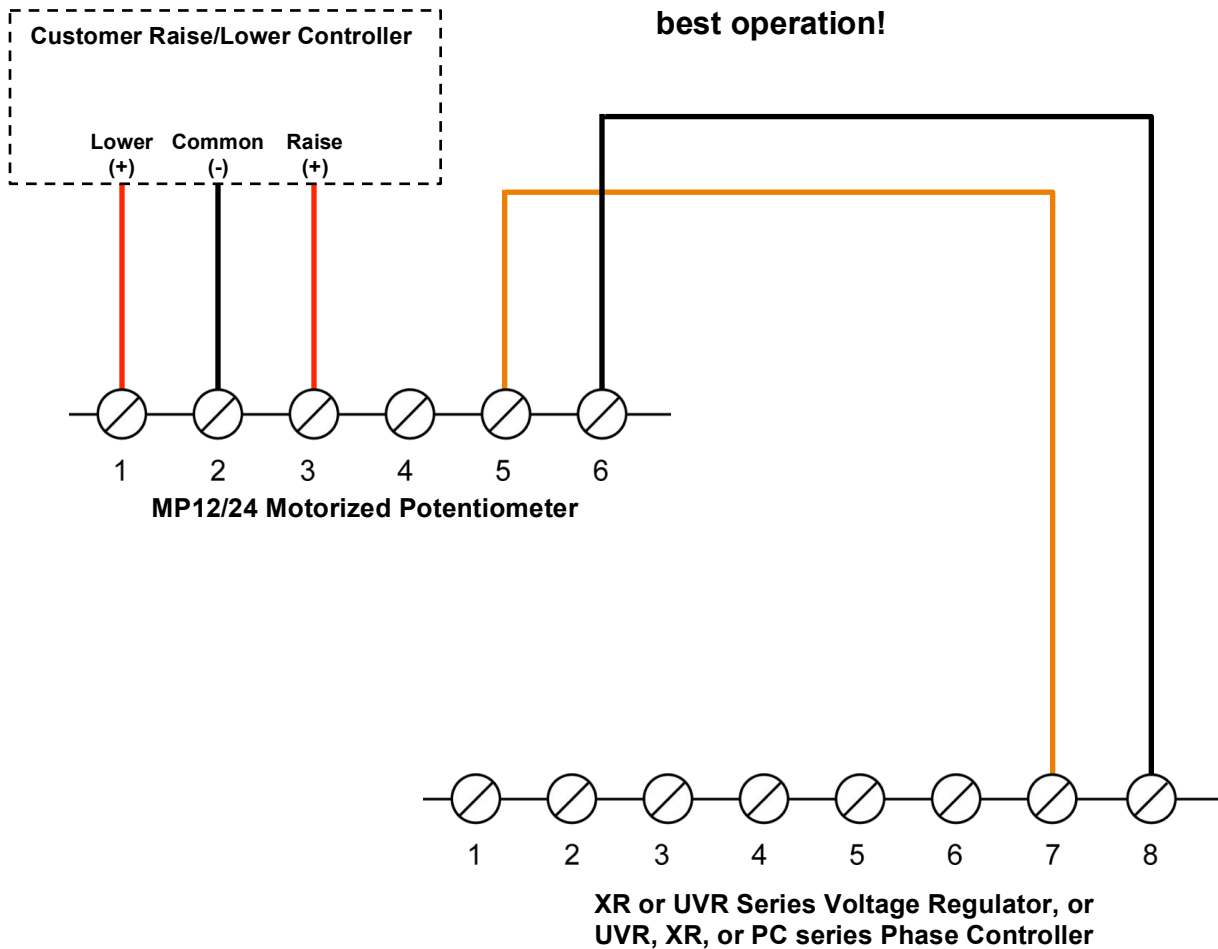 best operation!
Customer Raise/Lower Controller
Lower Common Raise
(+) (-) (+)
1 2 3 4 5 6
MP12/24 Motorized Potentiometer
1 2 3 4 5 6 7 8
XR or UVR Series Voltage Regulator, or
UVR, XR, or PC series Phase Controller